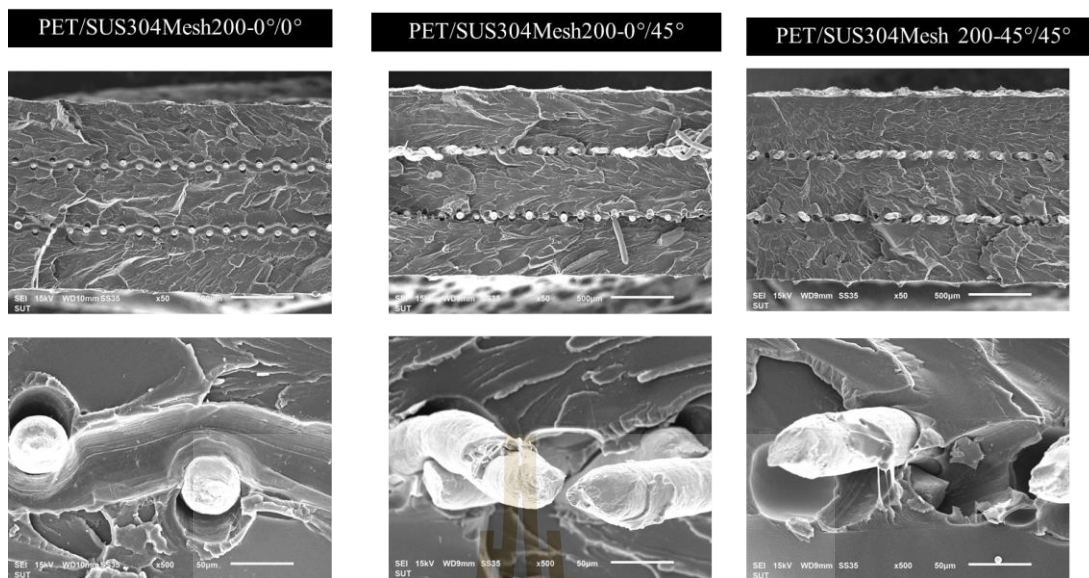 PET/SUS304Mesh200-0°/0°
PET/SUS304Mesh200-0°/45°
PET/SUS304Mesh 200-45°/45°
SEI 15kV WD10mm SS35 x50 500µm
SUT
SEI 15kV WD9mm SS35 x50 500µm
SUT
SEI 15kV WD9mm SS35 x50 500µm
SUT
SEI 15kV WD10mm SS35 x500 50µm
SUT
SEI 15kV WD9mm SS35 x500 50µm
SUT
SEI 15kV WD9mm SS35 x500 50µm
SUT